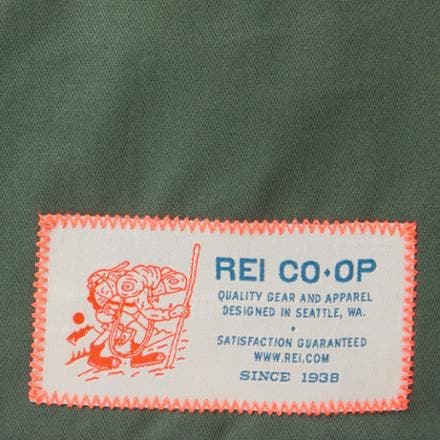 REI CO·OP
QUALITY GEAR AND APPAREL
DESIGNED IN SEATTLE, WA.
SATISFACTION GUARANTEED
WWW.REI.COM
SINCE 1938